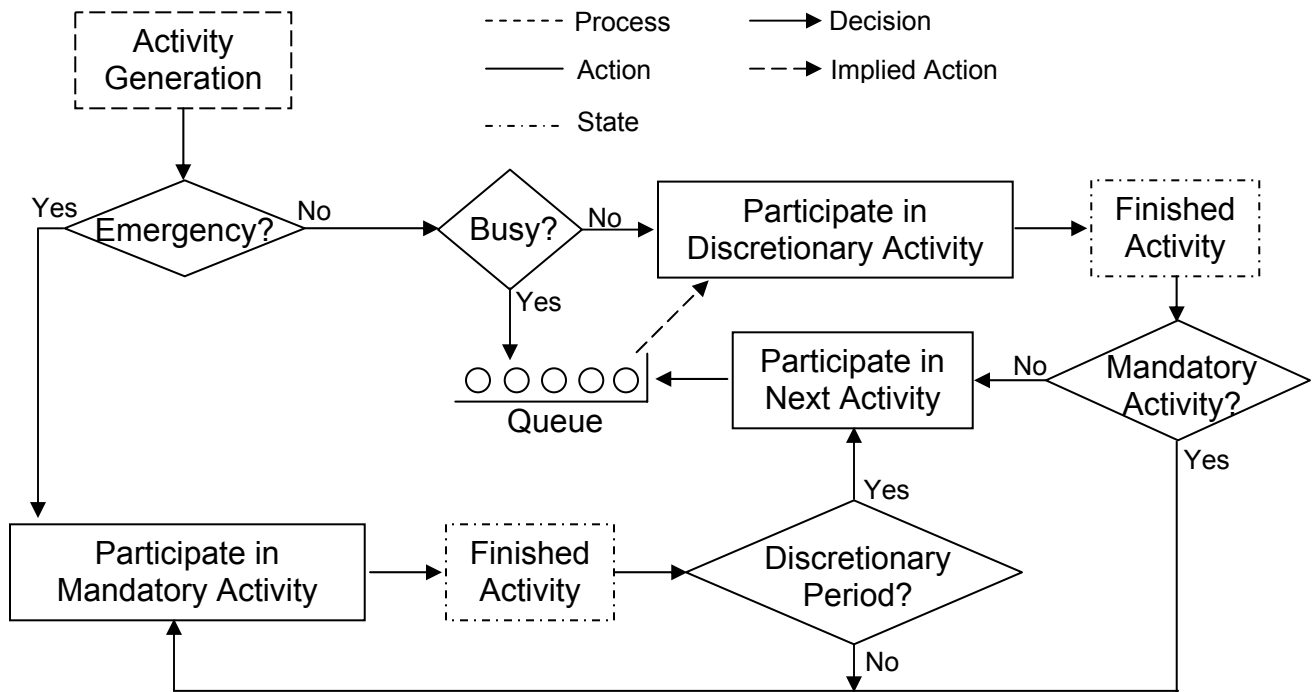 Activity
Generation
Process
Decision
Action
Implied Action
State
Yes
Emergency?
No
Busy?
No
Yes
Participate in
Discretionary Activity
Finished
Activity
Queue
Participate in
Next Activity
No
Mandatory
Activity?
Yes
Participate in
Mandatory Activity
Finished
Activity
Yes
Discretionary
Period?
No